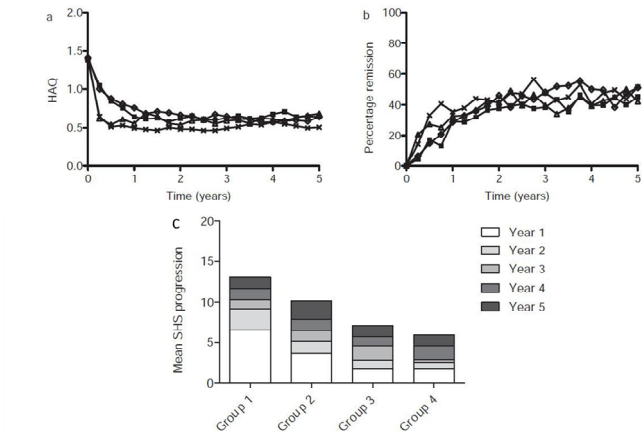 a
2.0
1.5
1.0
0.5
0.0
HAQ
0 1 2 3 4 5
Time (years)
b
100
80
60
40
20
0
Percentage remission
0 1 2 3 4 5
Time (years)
c
20
15
10
5
0
Mean SHS progression
Group 1
Group 2
Group 3
Group 4
Year 1
Year 2
Year 3
Year 4
Year 5